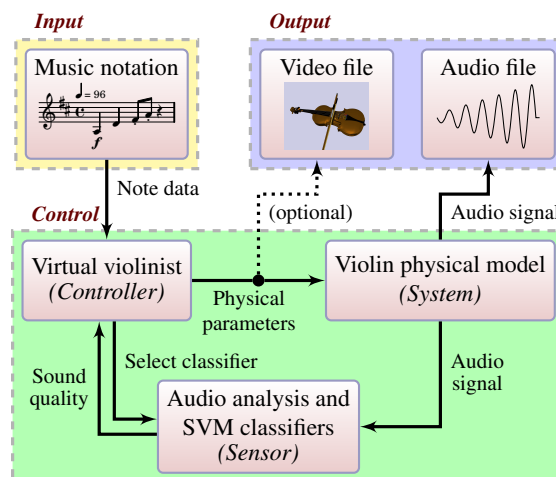 Input
Output
Music notation
♩ = 96
f
Video file
Audio file
Note data
(optional)
Audio signal
Control
Virtual violinist
(Controller)
Physical
parameters
Violin physical model
(System)
Sound
quality
Select classifier
Audio
signal
Audio analysis and
SVM classifiers
(Sensor)